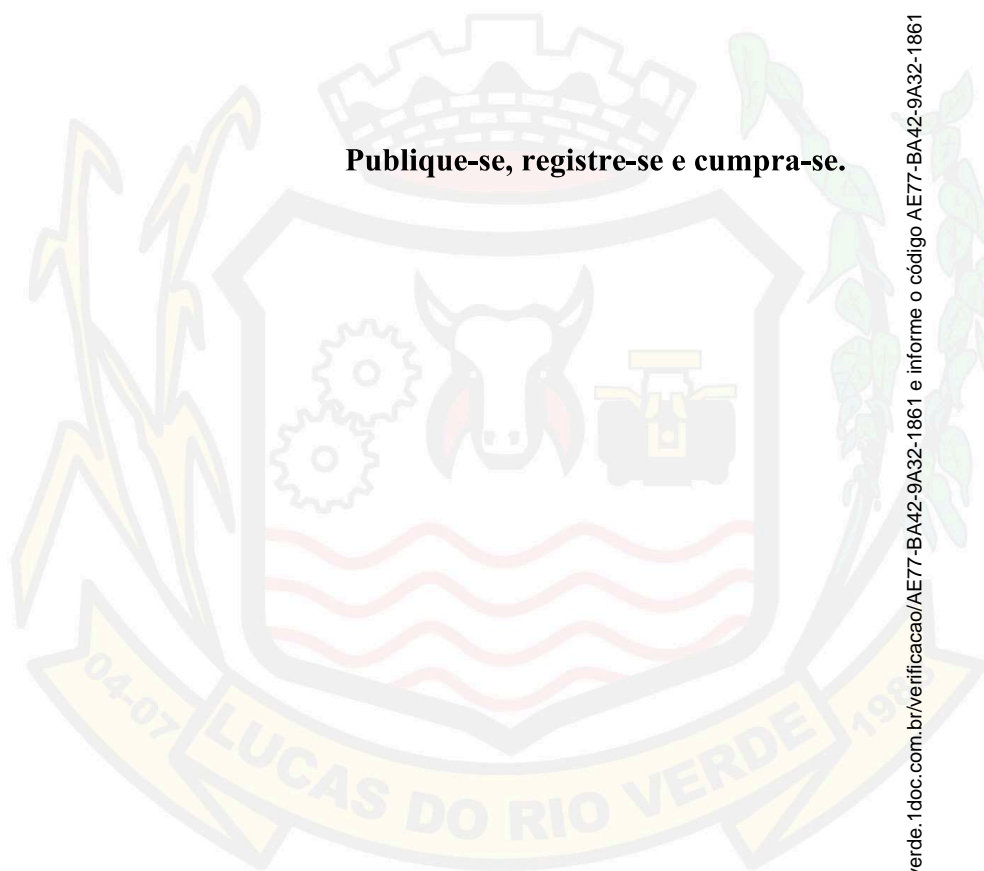 Publique-se, registre-se e cumpra-se.
04-07
LUCAS DO RIO VERDE
verde.1doc.com.br/verificacao/AE77-BA42-9A32-1861 e informe o código AE77-BA42-9A32-1861